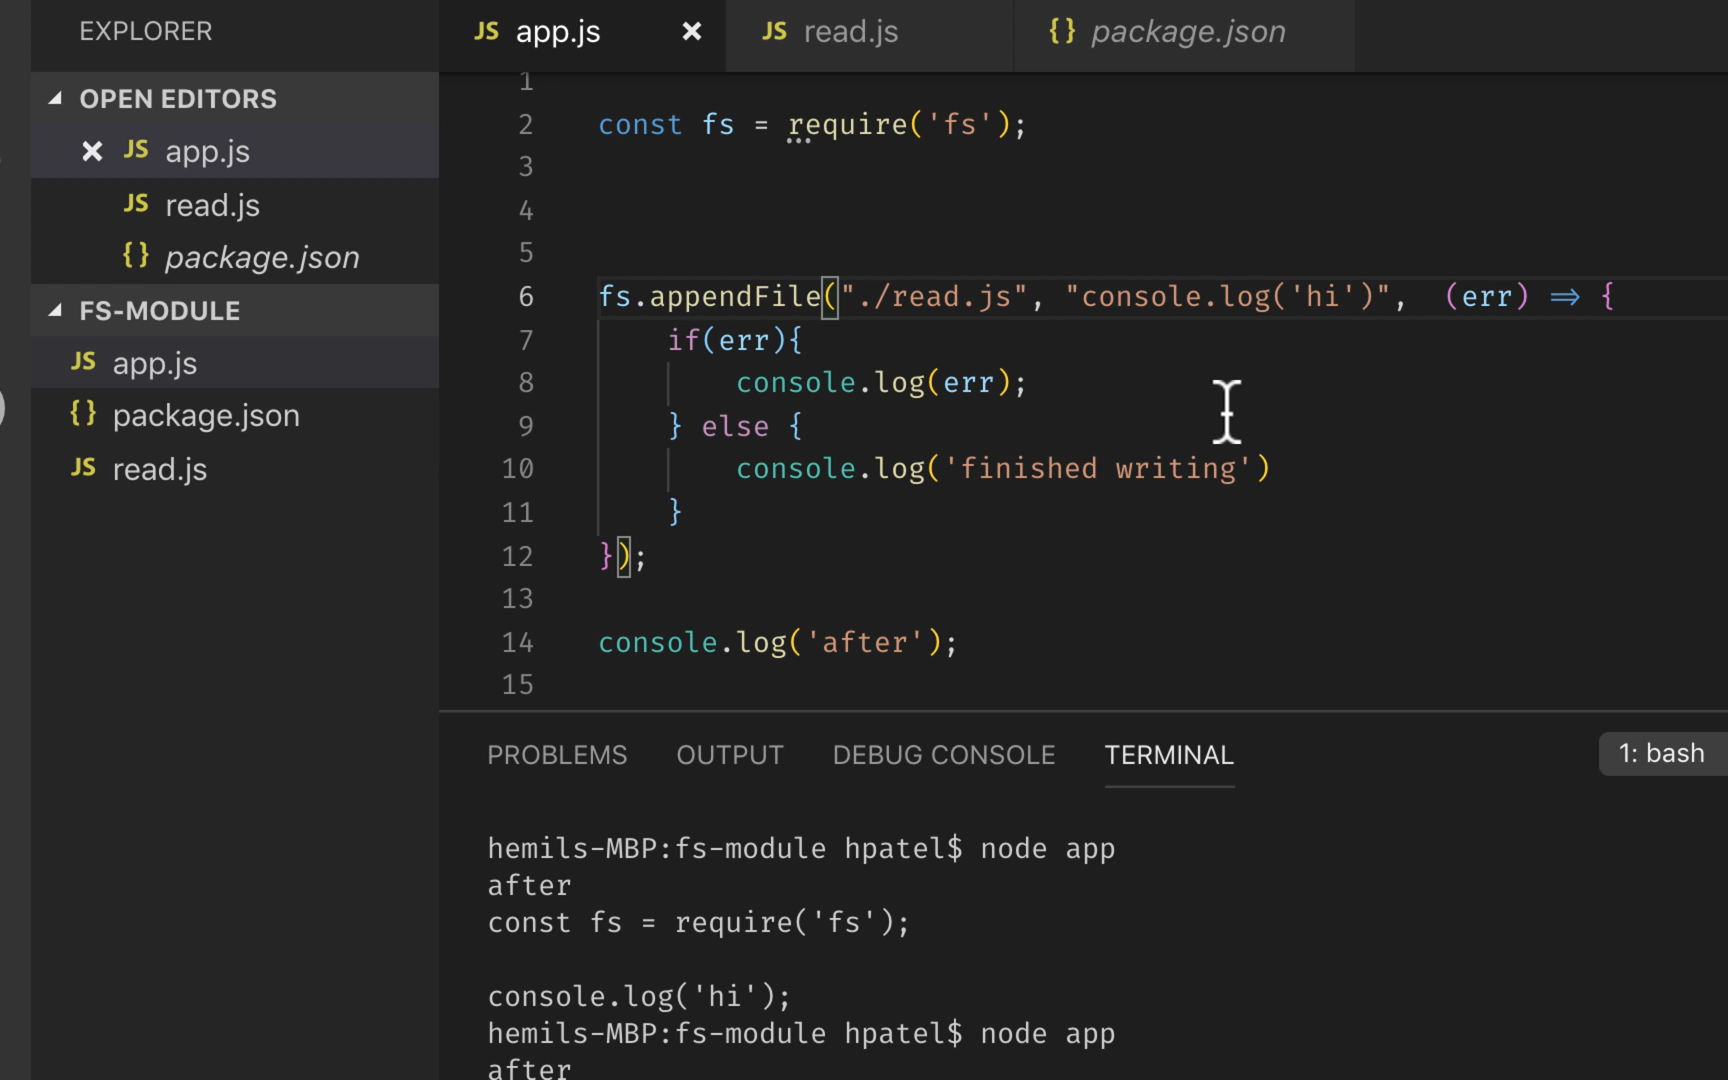 EXPLORER
OPEN EDITORS
JS app.js
JS read.js
{} package.json
FS-MODULE
JS app.js
{} package.json
JS read.js
JS app.js
JS read.js
{} package.json
1
2 const fs = require('fs');
3
4
5
6 fs.appendFile("./read.js", "console.log('hi')", (err) => {
7 if(err){
8 console.log(err);
9 } else {
10 console.log('finished writing')
11 }
12 });
13
14 console.log('after');
15
PROBLEMS OUTPUT DEBUG CONSOLE TERMINAL 1: bash
hemils-MBP:fs-module hpatel$ node app
after
const fs = require('fs');
console.log('hi');
hemils-MBP:fs-module hpatel$ node app
after